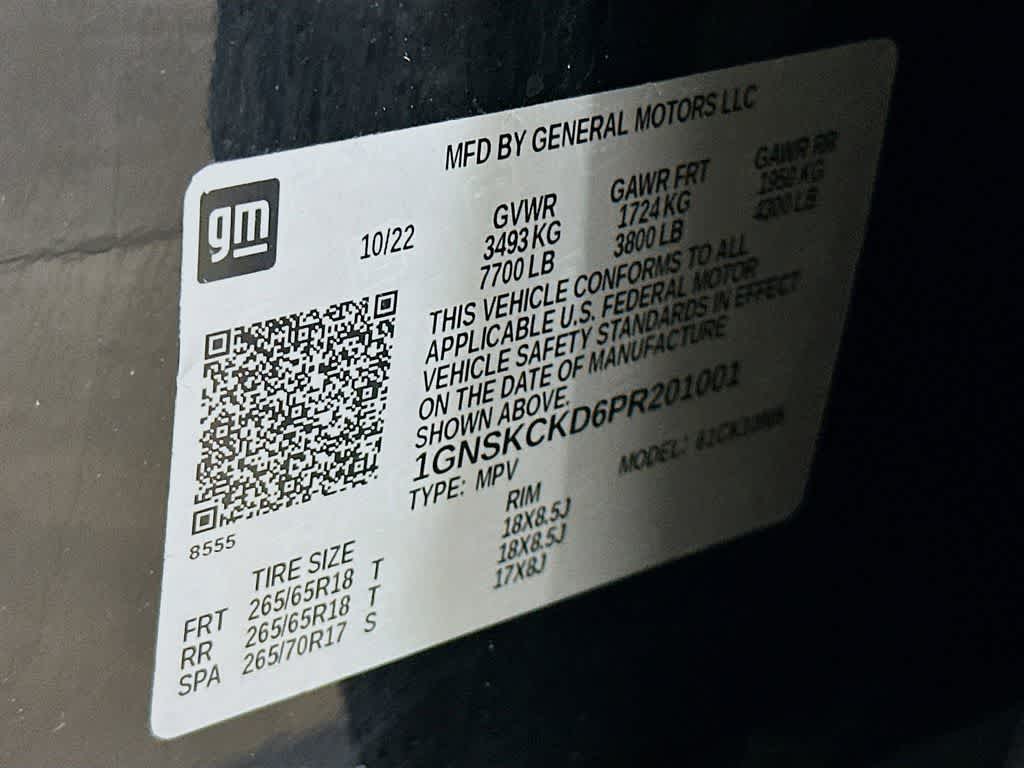 MFD BY GENERAL MOTORS LLC
gm
10/22
GVWR GAWR FRT GAWR RR
3493 KG 1724 KG 1950 KG
7700 LB 3800 LB 4300 LB
THIS VEHICLE CONFORMS TO ALL
APPLICABLE U.S. FEDERAL MOTOR
VEHICLE SAFETY STANDARDS IN EFFECT
ON THE DATE OF MANUFACTURE
SHOWN ABOVE.
1GNSKCKD6PR201001
TYPE: MPV MODEL:
8555
TIRE SIZE RIM
FRT 265/65R18 T 18X8.5J
RR 265/65R18 T 18X8.5J
SPA 265/70R17 S 17X8J